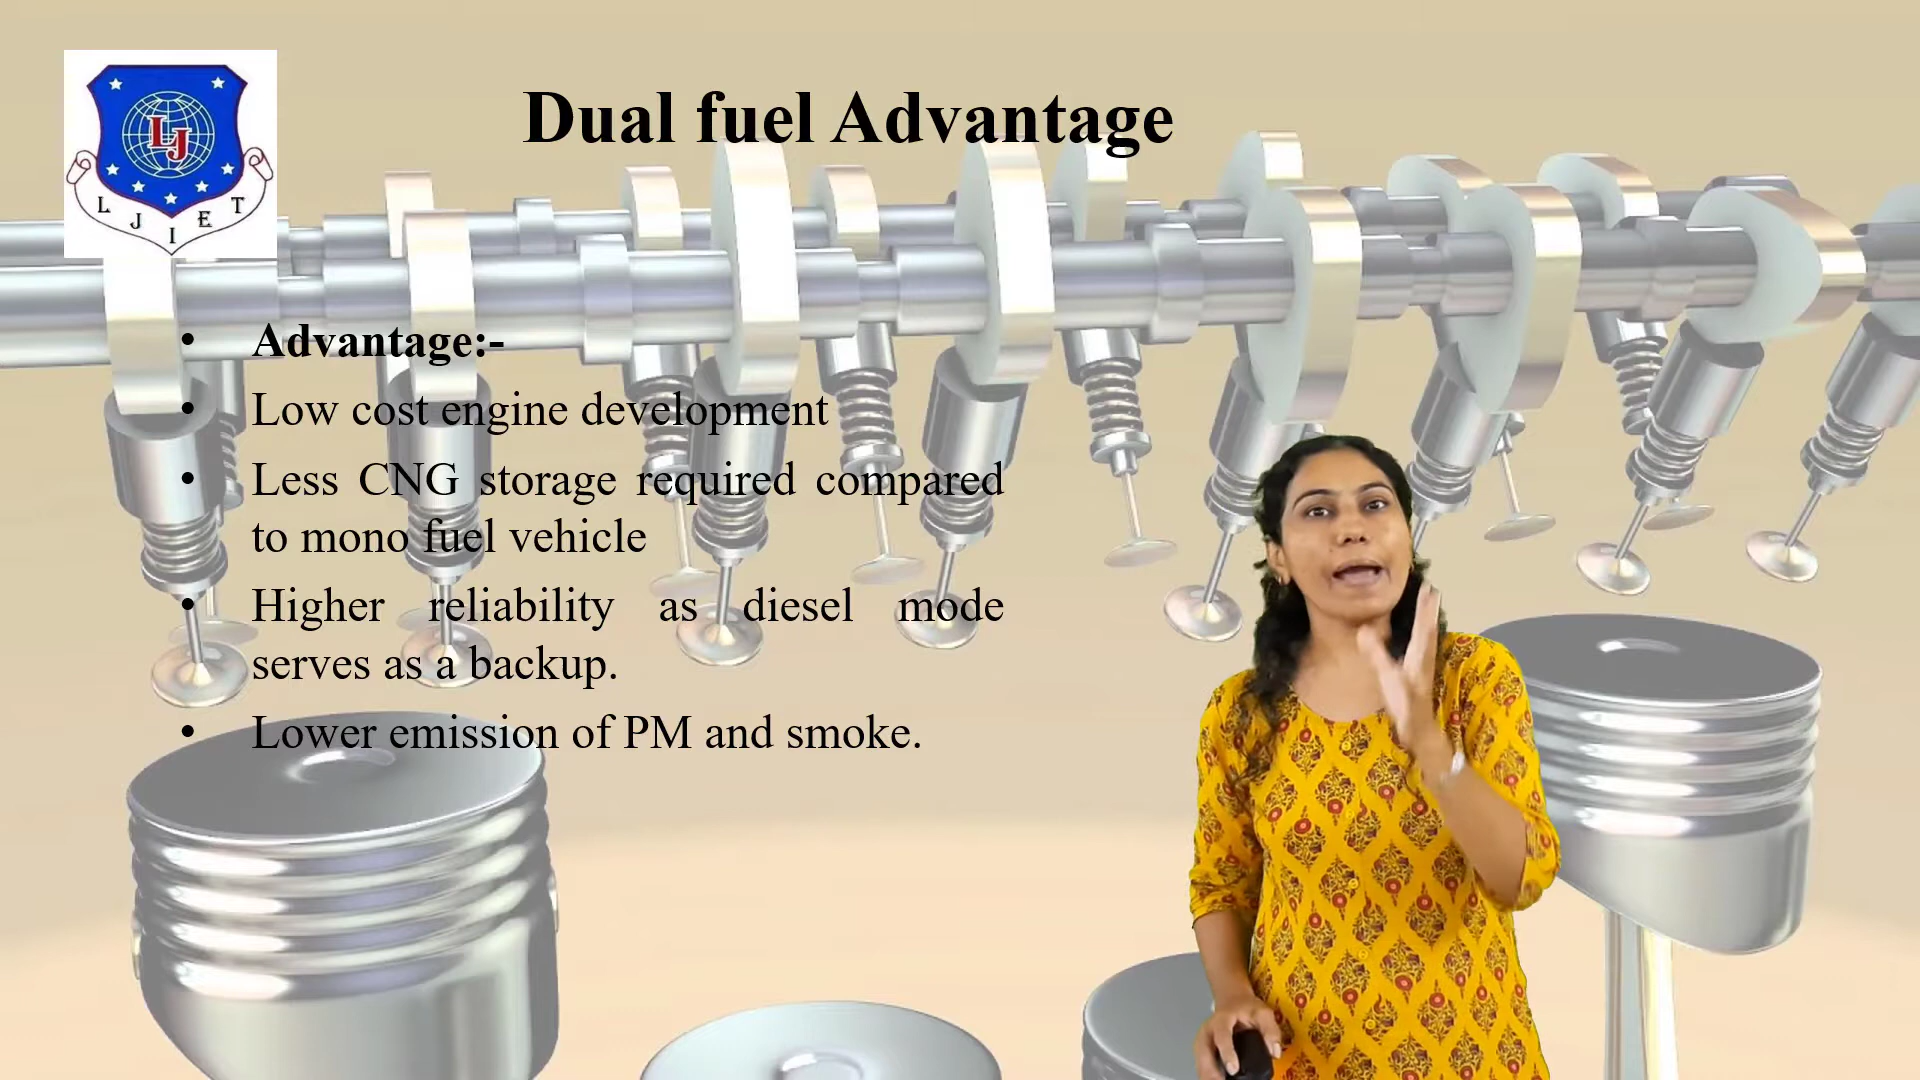 LJ
L J I E T
Dual fuel Advantage
• Advantage:-
• Low cost engine development
• Less CNG storage required compared
to mono fuel vehicle
• Higher reliability as diesel mode
serves as a backup.
• Lower emission of PM and smoke.